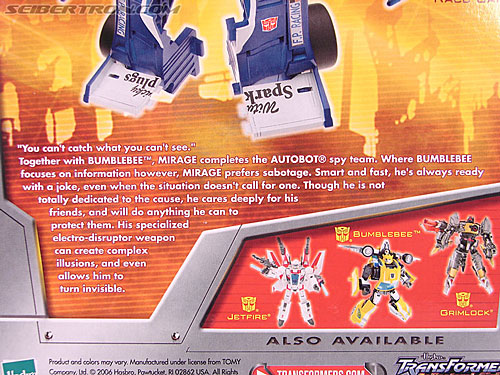 SEIBERTRON.COM
F.P. RACING
plugs
Spark
"You can't catch what you can't see."
Together with BUMBLEBEE™, MIRAGE completes the AUTOBOT® spy team. Where BUMBLEBEE
focuses on information however, MIRAGE prefers sabotage. Smart and fast, he's always ready
with a joke, even when the situation doesn't call for one. Though he is not
totally dedicated to the cause, he cares deeply for his
friends, and will do anything he can to
protect them. His specialized
electro-disruptor weapon
can create complex
illusions, and even
allows him to
turn invisible.
BUMBLEBEE™
JETFIRE®
GRIMLOCK®
ALSO AVAILABLE
Hasbro
Product and colors may vary. Manufactured under license from TOMY
Company, Ltd. © 2006 Hasbro, Pawtucket, RI 02862 USA. All Rights
TRANSFORMERS.COM
Hasbro
TRANSFORME